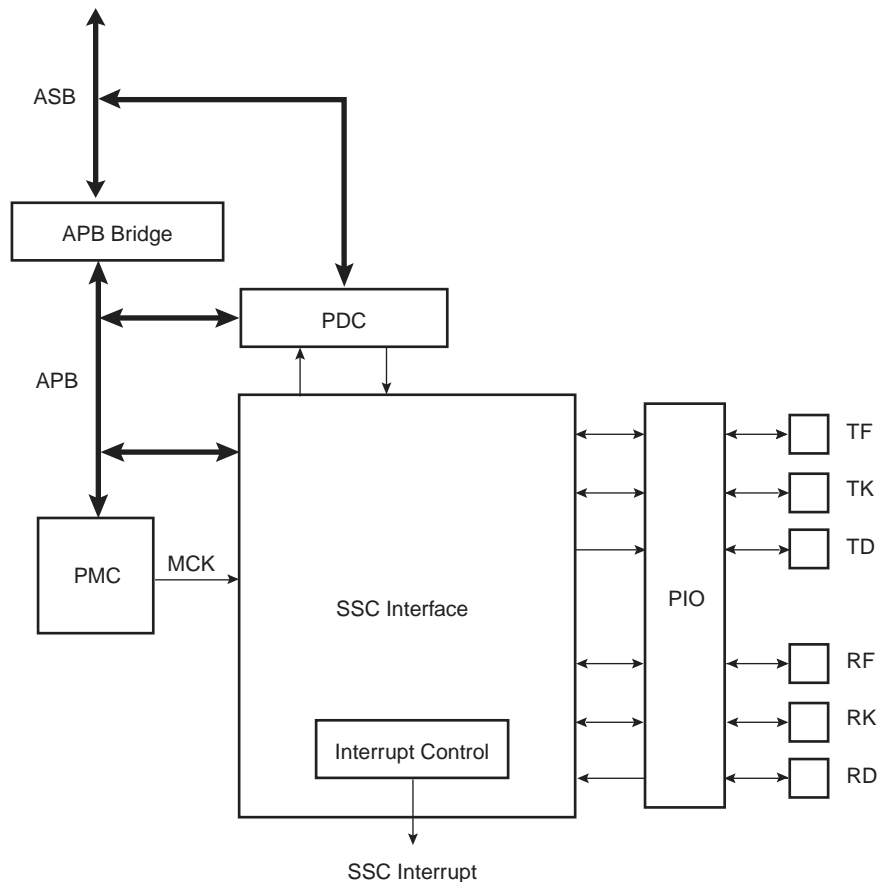 ASB
APB Bridge
PDC
APB
TF
TK
TD
MCK
PMC
PIO
SSC Interface
RF
RK
Interrupt Control
RD
SSC Interrupt